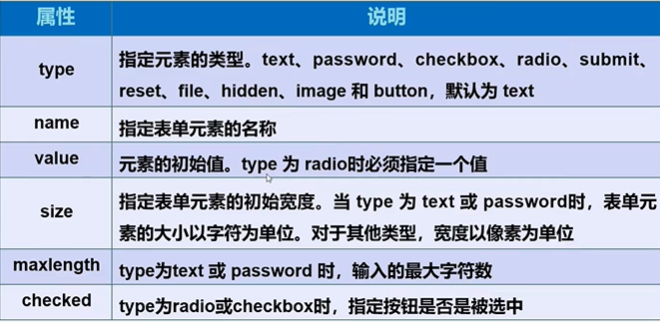 属性 说明
type 指定元素的类型。text、password、checkbox、radio、submit、
reset、file、hidden、image 和 button，默认为 text
name 指定表单元素的名称
value 元素的初始值。type 为 radio时必须指定一个值
size 指定表单元素的初始宽度。当 type 为 text 或 password时，表单元
素的大小以字符为单位。对于其他类型，宽度以像素为单位
maxlength type为text 或 password 时，输入的最大字符数
checked type为radio或checkbox时，指定按钮是否是被选中